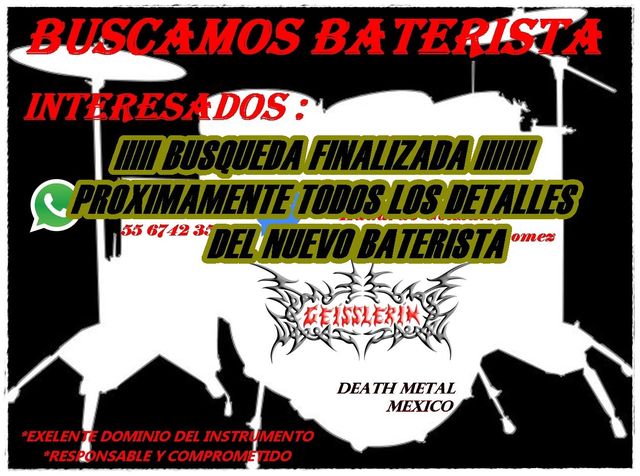 BUSCAMOS BATERISTA
INTERESADOS :
///// BUSQUEDA FINALIZADA ///////
PROXIMAMENTE TODOS LOS DETALLES
55 6742 35
DEL NUEVO BATERISTA
GEISSLERIN
DEATH METAL
MEXICO
*EXELENTE DOMINIO DEL INSTRUMENTO
*RESPONSABLE Y COMPROMETIDO